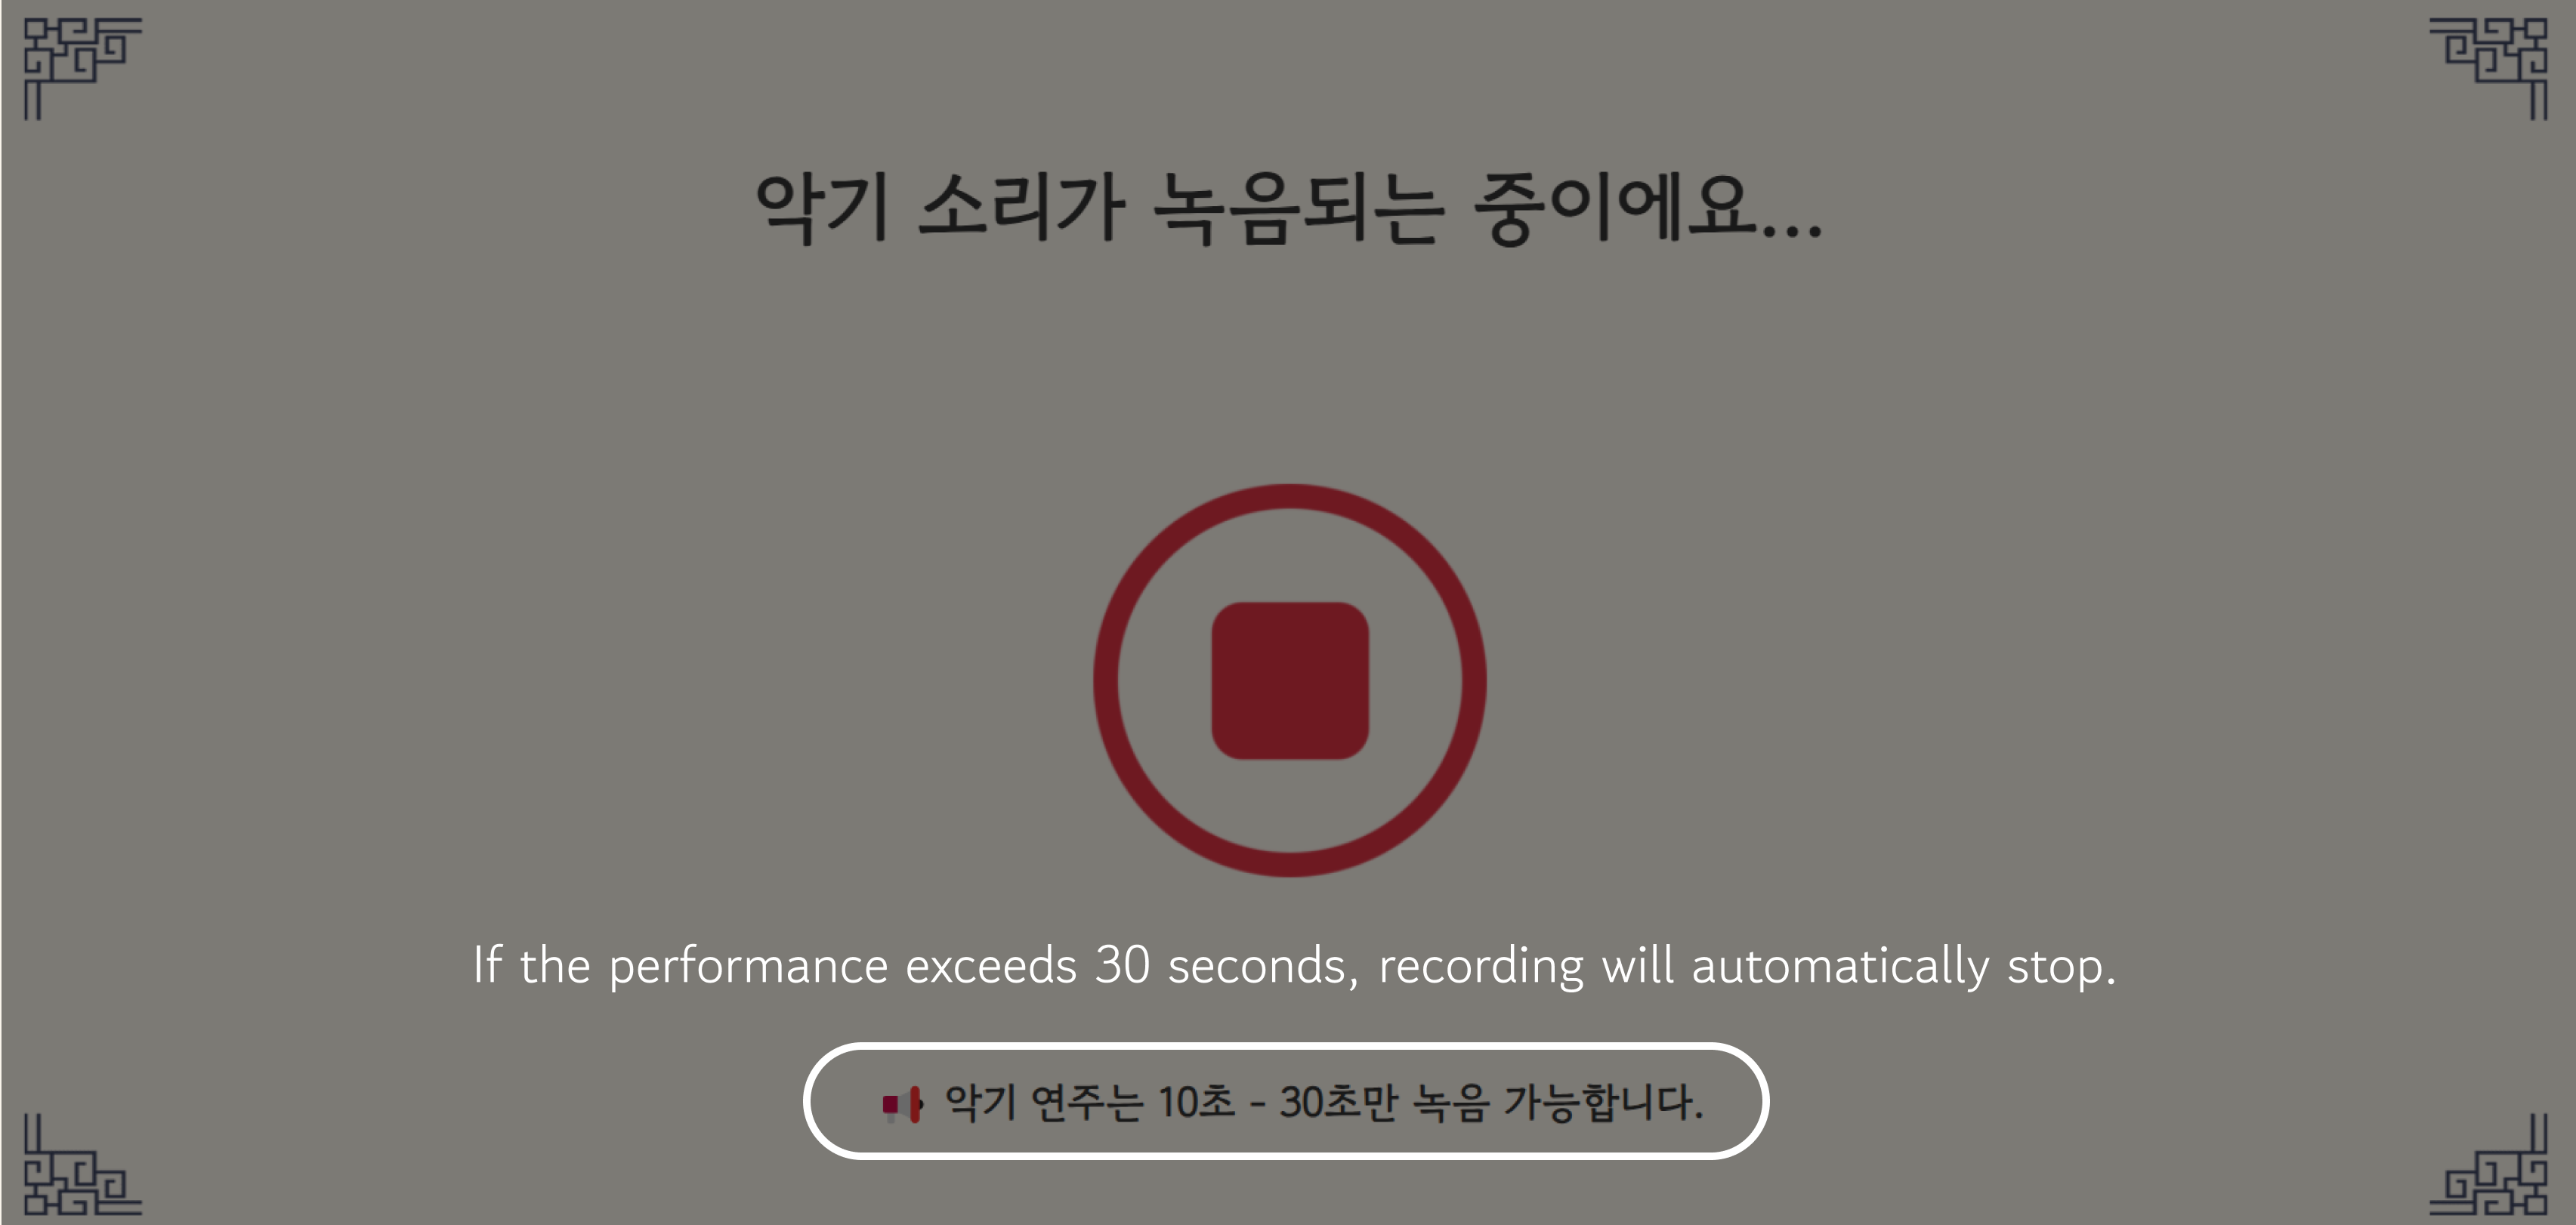 악기 소리가 녹음되는 중이에요...
If the performance exceeds 30 seconds, recording will automatically stop.
악기 연주는 10초 - 30초만 녹음 가능합니다.